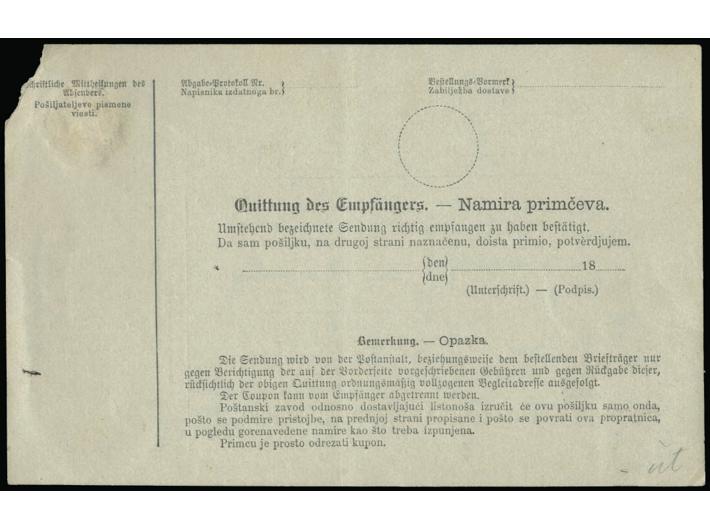 schriftliche Mittheilungen des
Absenders.
Pošiljateljeve pismene
viesti.
Abgabe-Protokoll Nr.
Napisnika izdatnoga br.
Bestellungs-Vormerk
Zabilježba dostave
Quittung des Empfängers. — Namira primčeva.
Umstehend bezeichnete Sendung richtig empfangen zu haben bestätigt.
Da sam pošiljku, na drugoj strani naznačenu, doista primio, potvèrdjujem.
den
dne 18
(Unterschrift.) — (Podpis.)
Bemerkung. — Opazka.
Die Sendung wird von der Postanstalt, beziehungsweise dem bestellenden Briefträger nur
gegen Berichtigung der auf der Vorderseite vorgeschriebenen Gebühren und gegen Rückgabe dieser,
rücksichtlich der obigen Quittung ordnungsmäßig vollzogenen Begleitadresse ausgefolgt.
Der Coupon kann vom Empfänger abgetrennt werden.
Poštanski zavod odnosno dostavljajući listonoša izručit će ovu pošiljku samo onda,
pošto se podmire pristojbe, na prednjoj strani propisane i pošto se povrati ova propratnica,
u pogledu gorenavedene namire kao što treba izpunjena.
Primcu je prosto odrezati kupon.